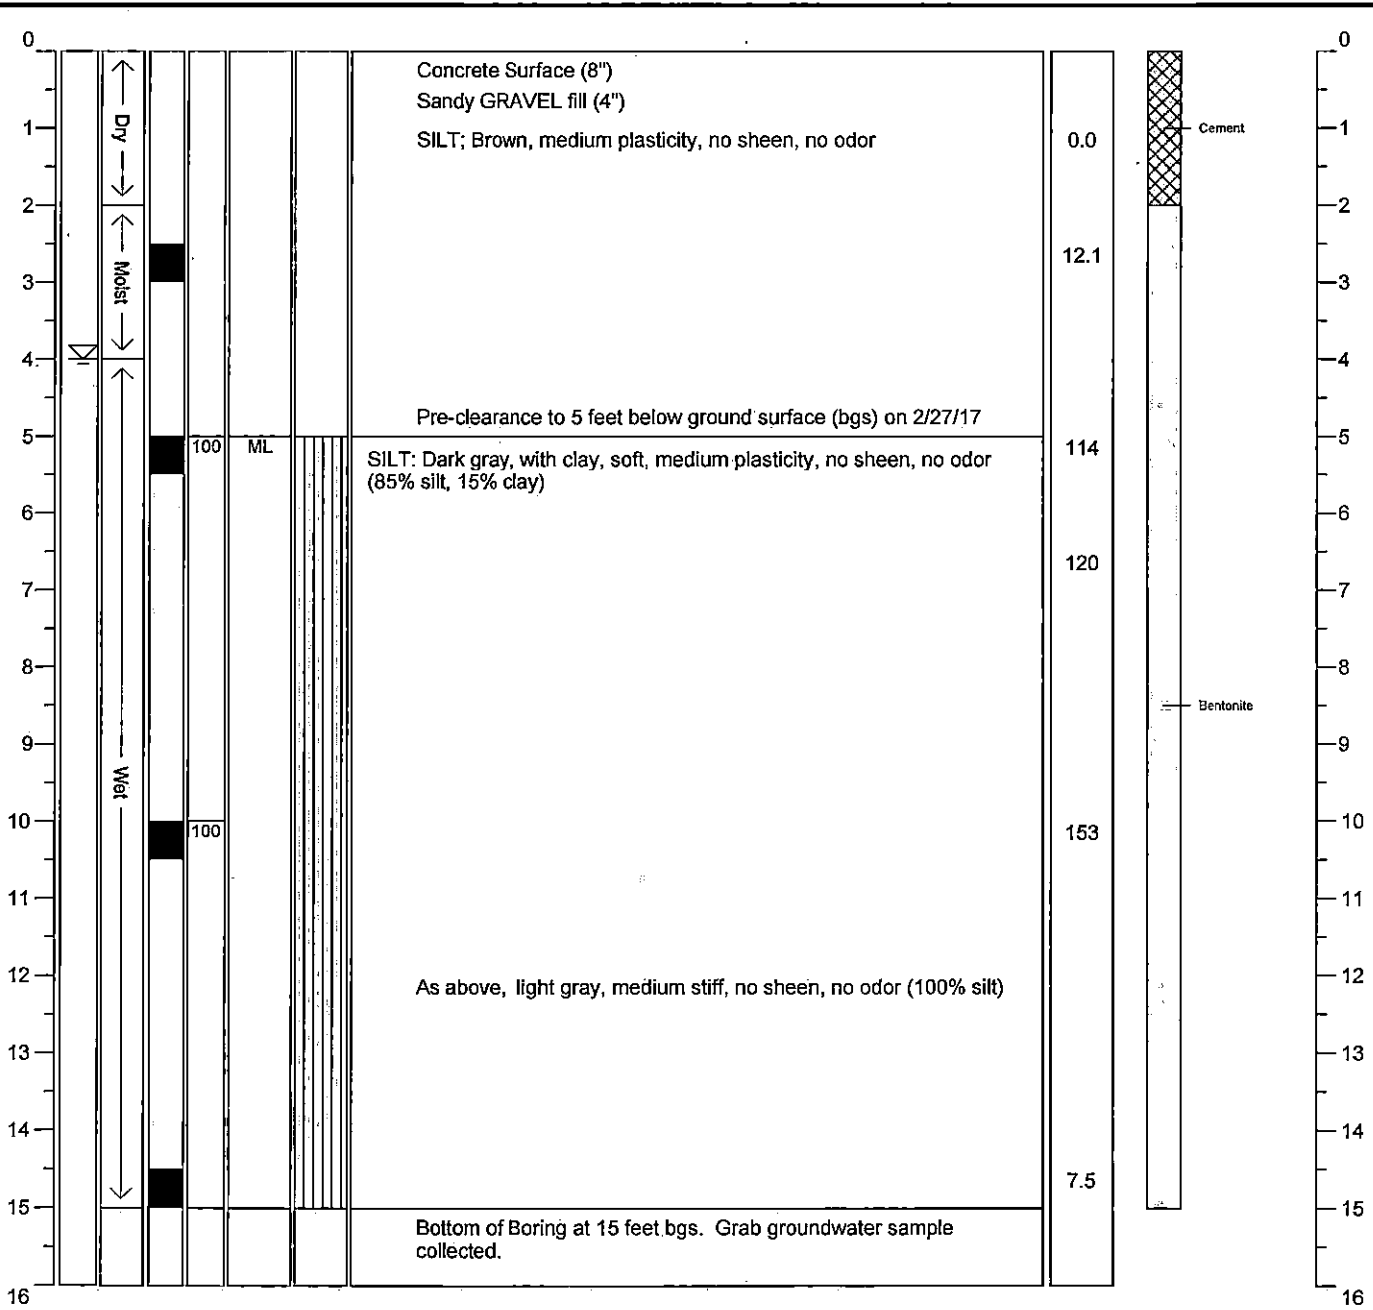 0
0
Concrete Surface (8")
Sandy GRAVEL fill (4")
1
Dry
SILT; Brown, medium plasticity, no sheen, no odor
0.0
Cement
1
2
2
12.1
3
Moist
3
4
4
Pre-clearance to 5 feet below ground surface (bgs) on 2/27/17
5
100
ML
114
5
SILT: Dark gray, with clay, soft, medium plasticity, no sheen, no odor
(85% silt, 15% clay)
6
6
120
7
7
8
8
Bentonite
9
9
Wet
10
100
153
10
11
11
12
12
As above, light gray, medium stiff, no sheen, no odor (100% silt)
13
13
14
14
7.5
15
15
Bottom of Boring at 15 feet bgs. Grab groundwater sample
collected.
16
16